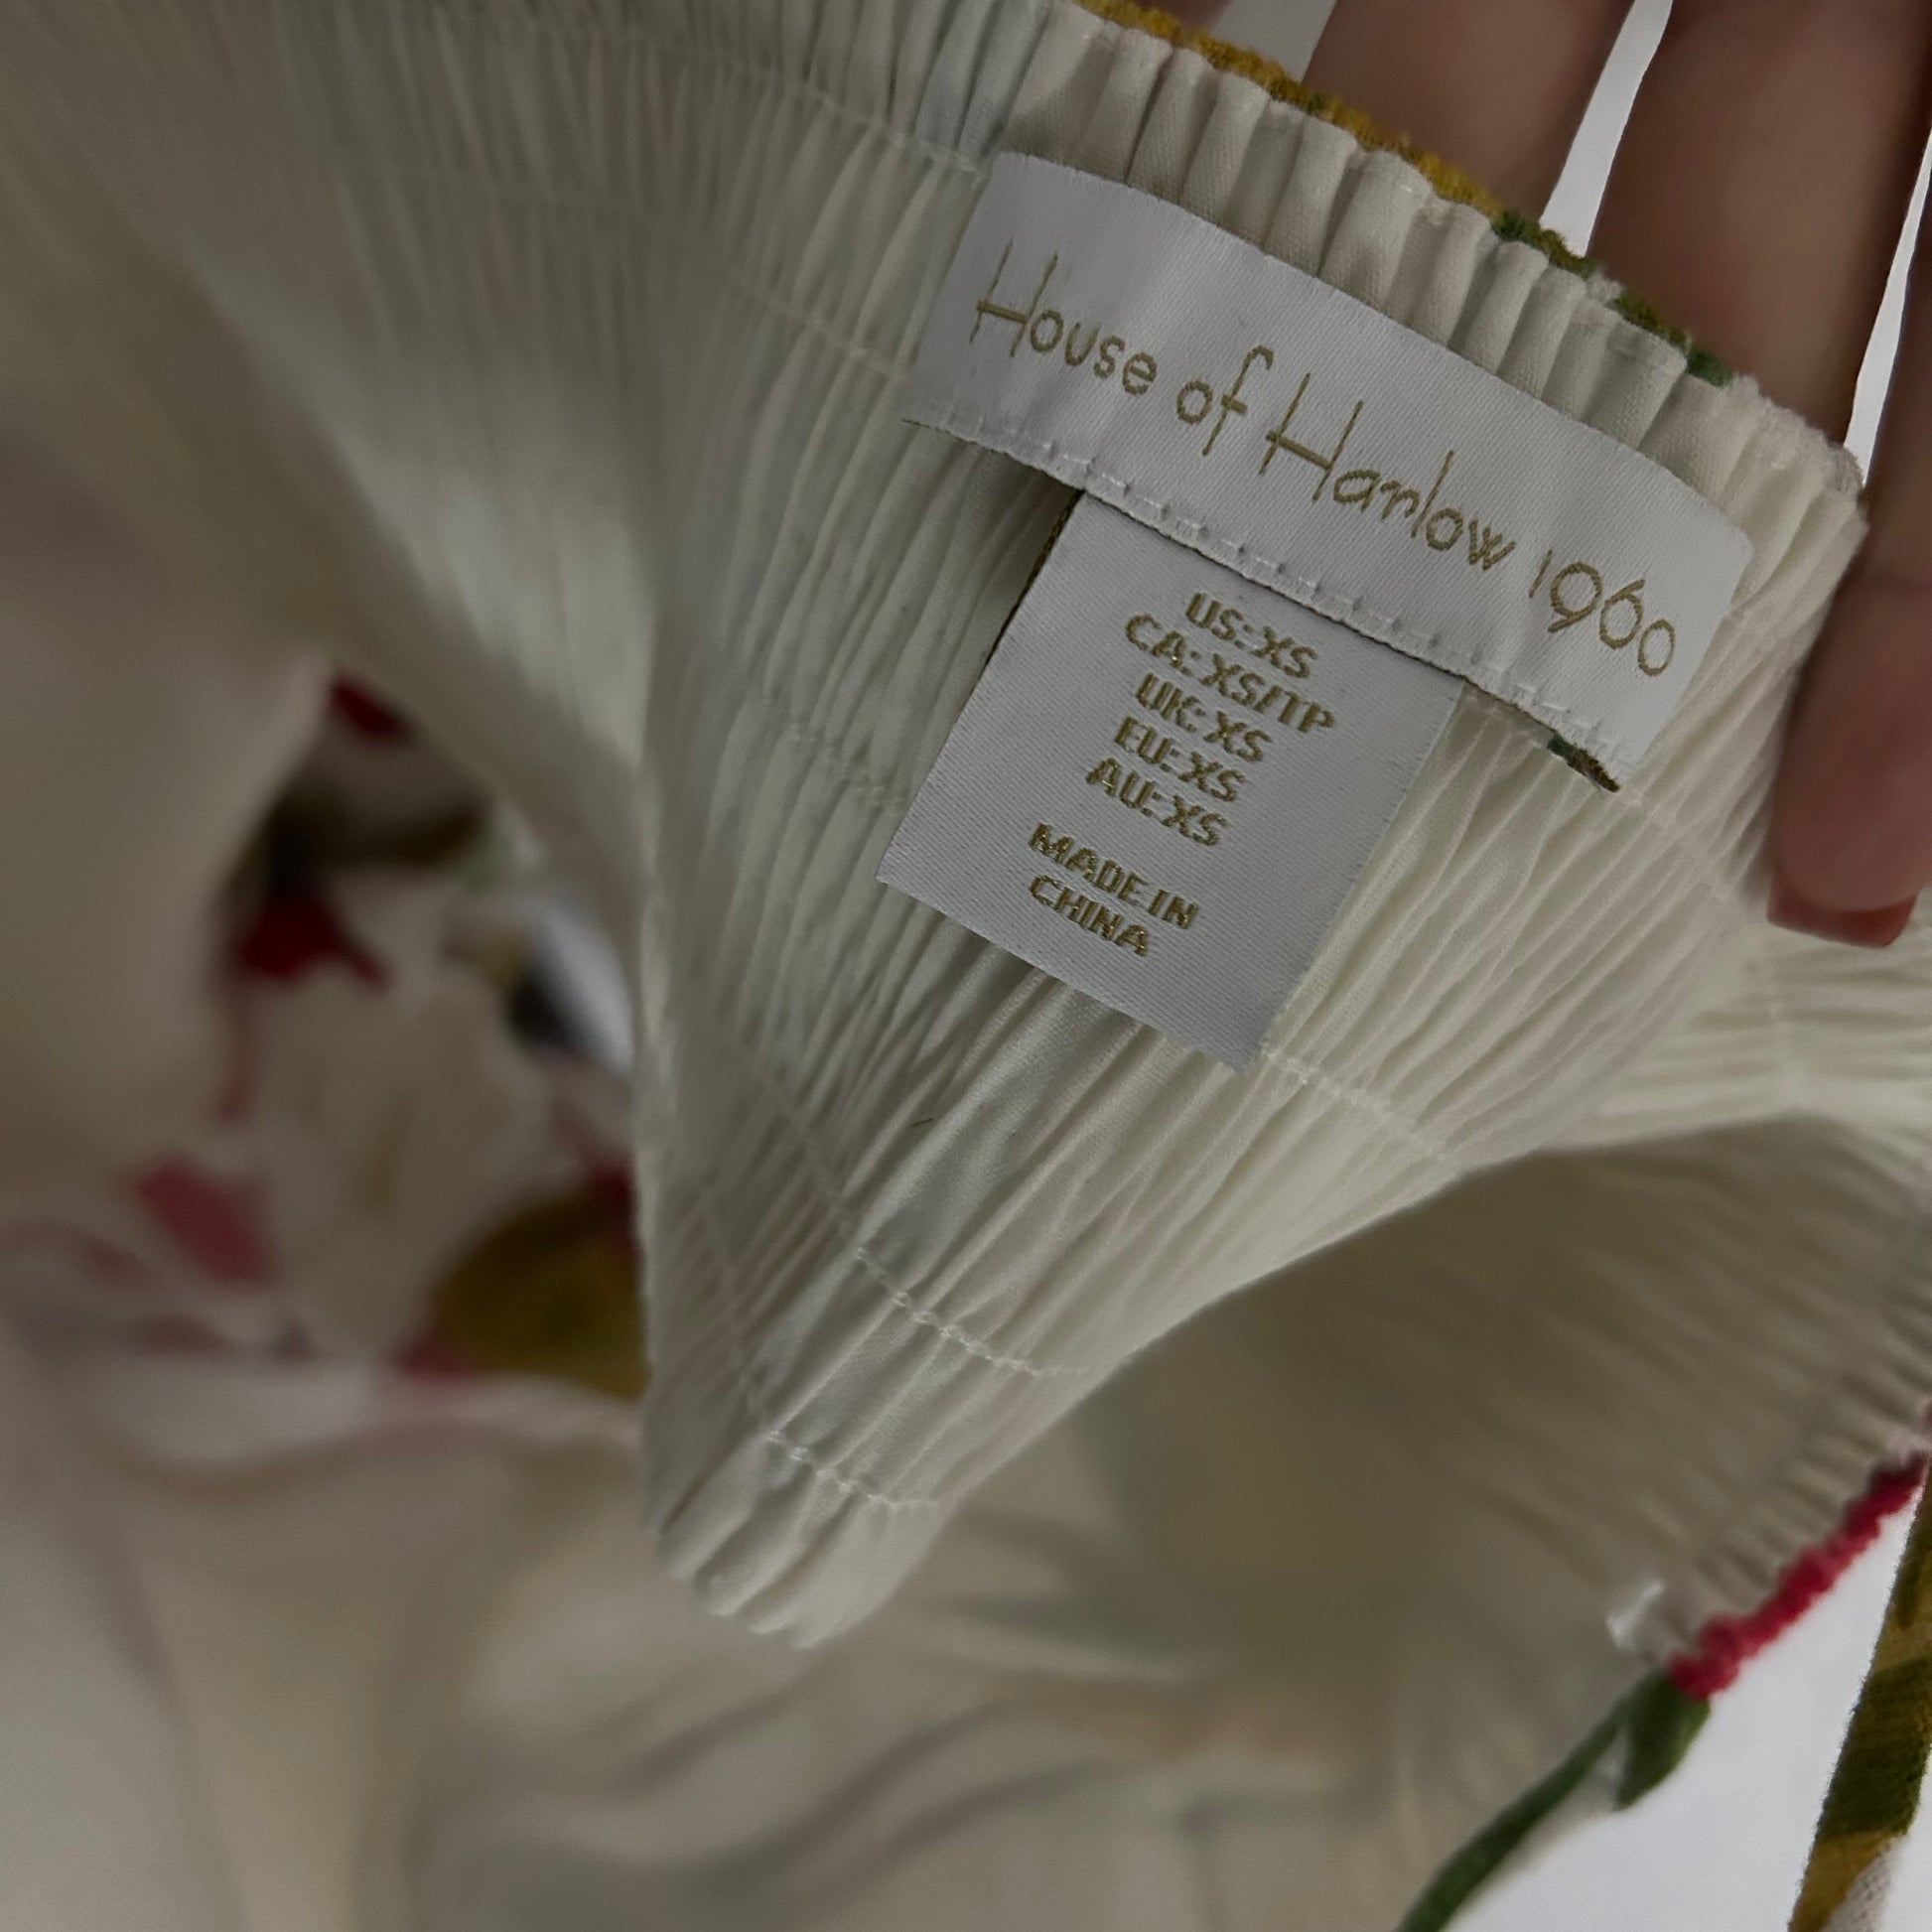 House of Harlow 1960
US: XS
CA: XS/TP
UK: XS
EU: XS
AU: XS
MADE IN
CHINA